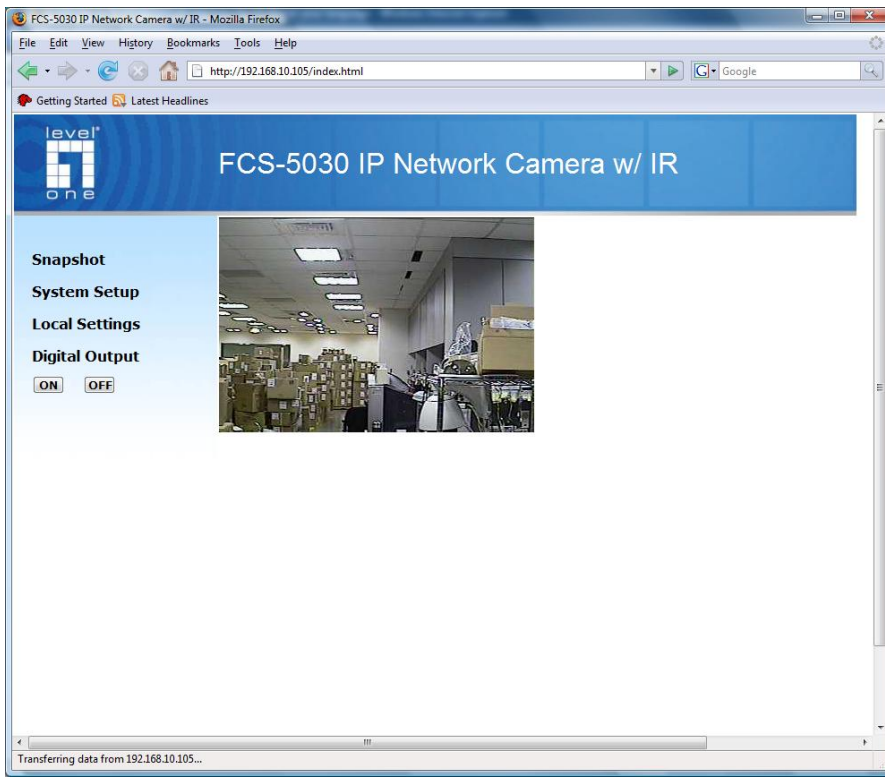 FCS-5030 IP Network Camera w/ IR - Mozilla Firefox
File Edit View History Bookmarks Tools Help
http://192.168.10.105/index.html
G Google
Getting Started Latest Headlines
level
one
FCS-5030 IP Network Camera w/ IR
Snapshot
System Setup
Local Settings
Digital Output
ON OFF
Transferring data from 192.168.10.105...